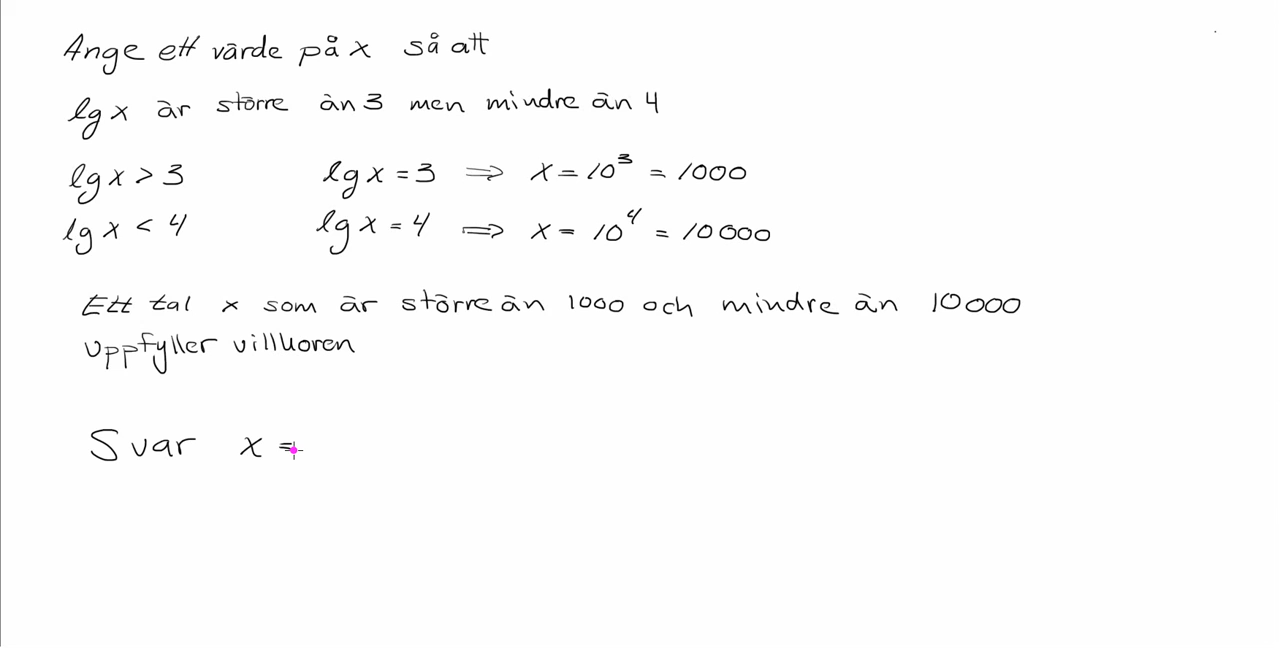 Ange ett värde på x så att
lg x är större än 3 men mindre än 4
lg x > 3 lg x = 3 ⇒ x = 10³ = 1000
lg x < 4 lg x = 4 ⇒ x = 10⁴ = 10000
Ett tal x som är större än 1000 och mindre än 10000
uppfyller villkoren
Svar x =